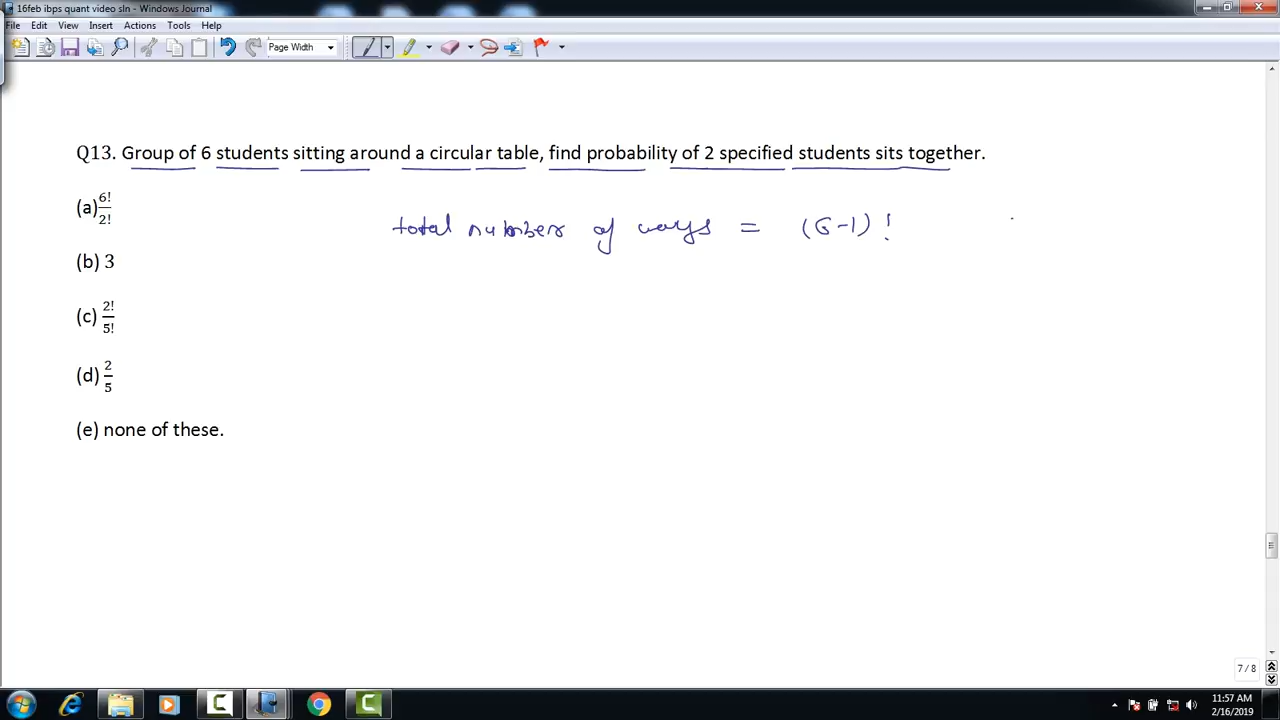 16feb ibps quant video sln - Windows Journal
File Edit View Insert Actions Tools Help
Page Width
Q13. Group of 6 students sitting around a circular table, find probability of 2 specified students sits together.
(a) 6!/2!
total number of ways = (6-1)!
(b) 3
(c) 2!/5!
(d) 2/5
(e) none of these.
7 / 8
11:57 AM
2/16/2019